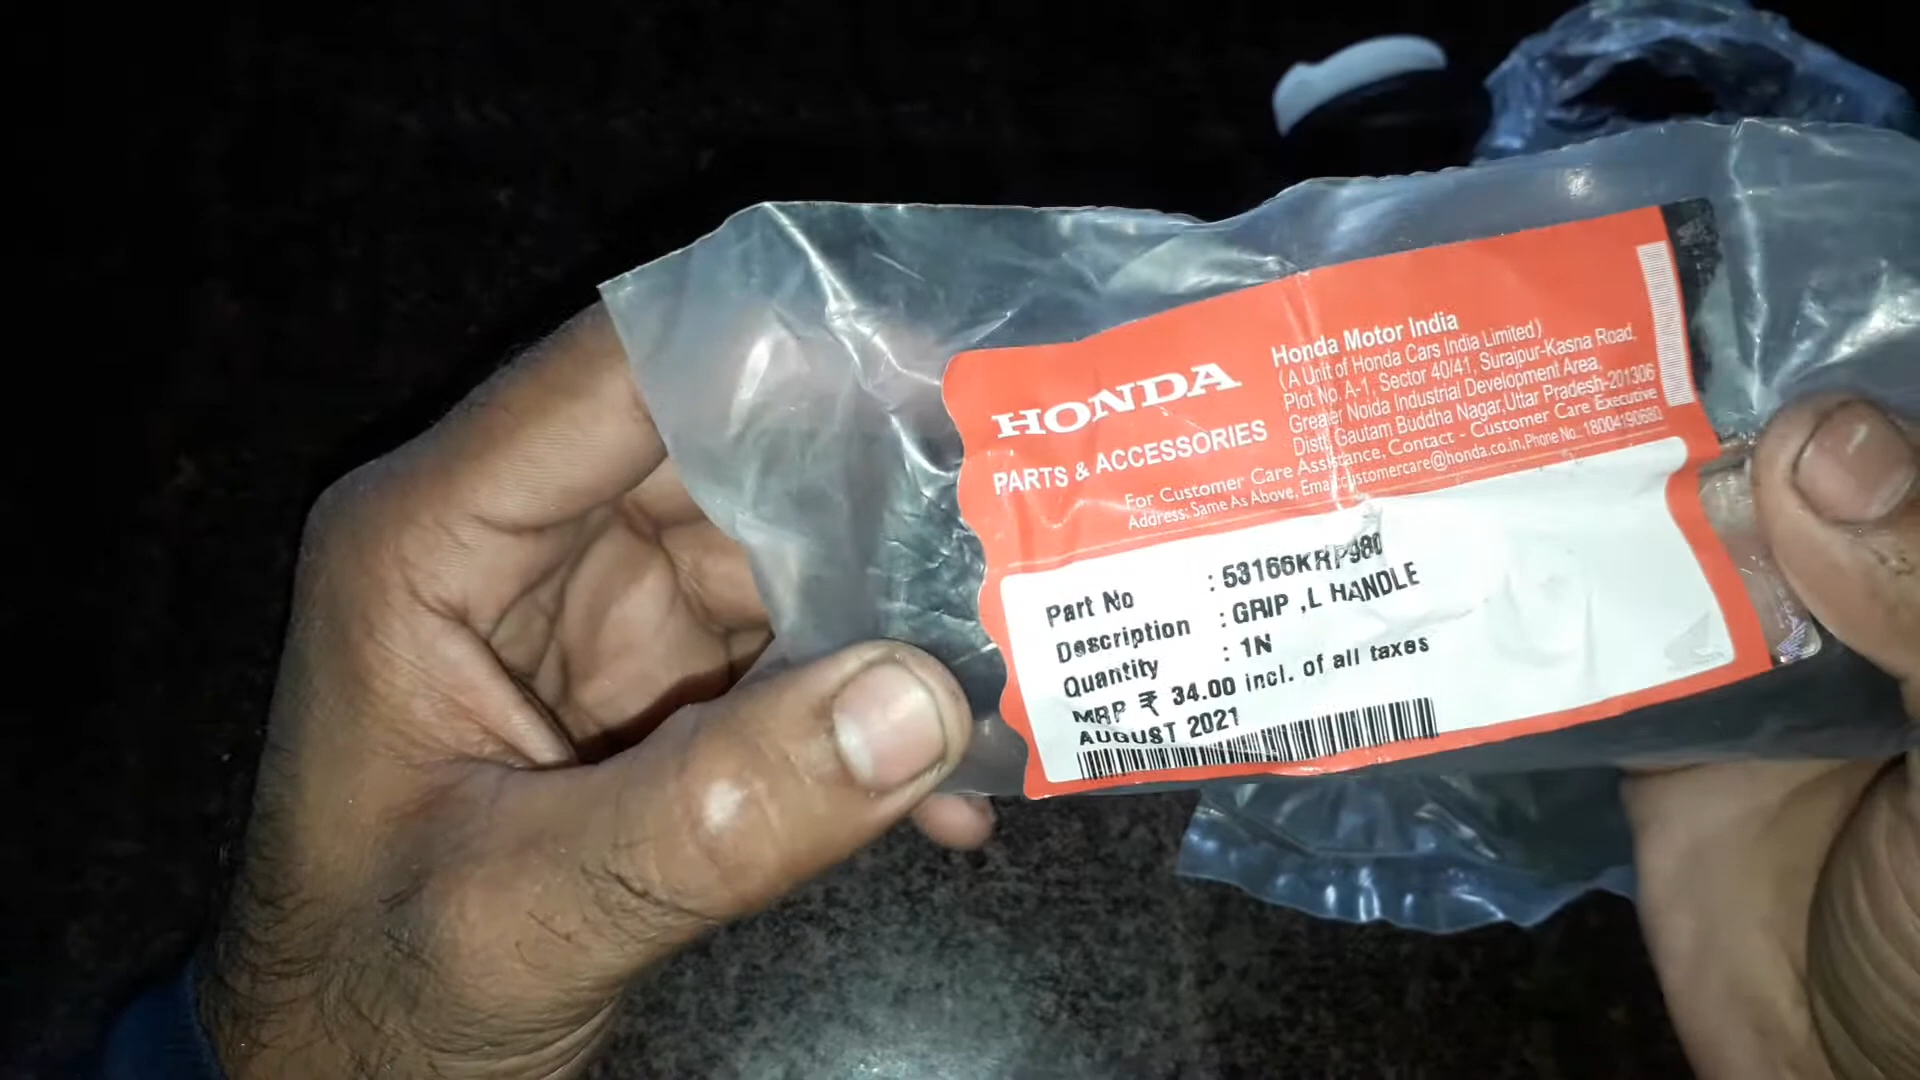 HONDA
PARTS & ACCESSORIES
Honda Motor India
(A Unit of Honda Cars India Limited)
Plot No. A-1, Sector 40/41, Surajpur-Kasna Road,
Greater Noida Industrial Development Area,
Distt. Gautam Buddha Nagar, Uttar Pradesh-201306
For Customer Care Assistance, Contact - Customer Care Executive
Address: Same As Above, Email customercare@honda.co.in, Phone No.: 18004190680
Part No : 53166KRP980
Description : GRIP ,L HANDLE
Quantity : 1N
MRP ₹ 34.00 incl. of all taxes
AUGUST 2021